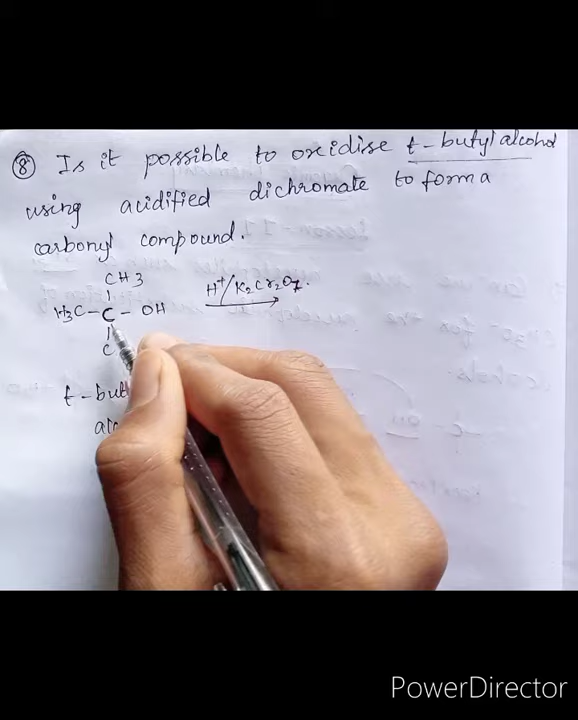 ⑧ Is it possible to oxidise t-butyl alcohol
using acidified dichromate to form a
carbonyl compound.
CH3
H3C-C-OH H+/K2Cr2O7.
C
t-but
PowerDirector